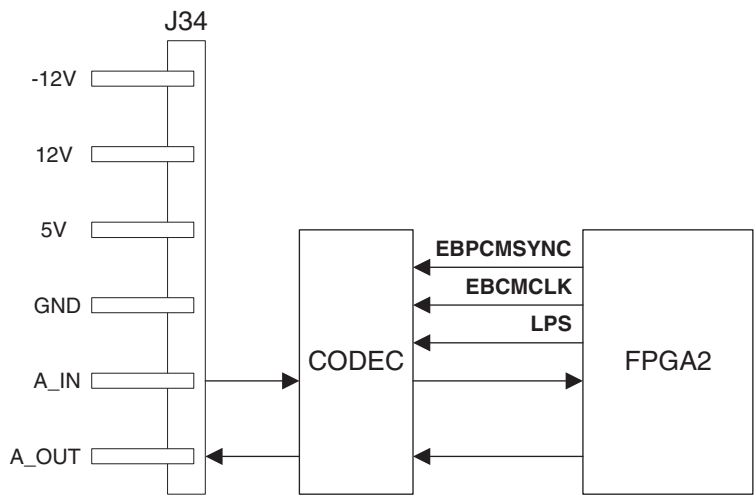 J34
-12V
12V
5V
GND
A_IN
A_OUT
CODEC
EBPCMSYNC
EBCMCLK
LPS
FPGA2